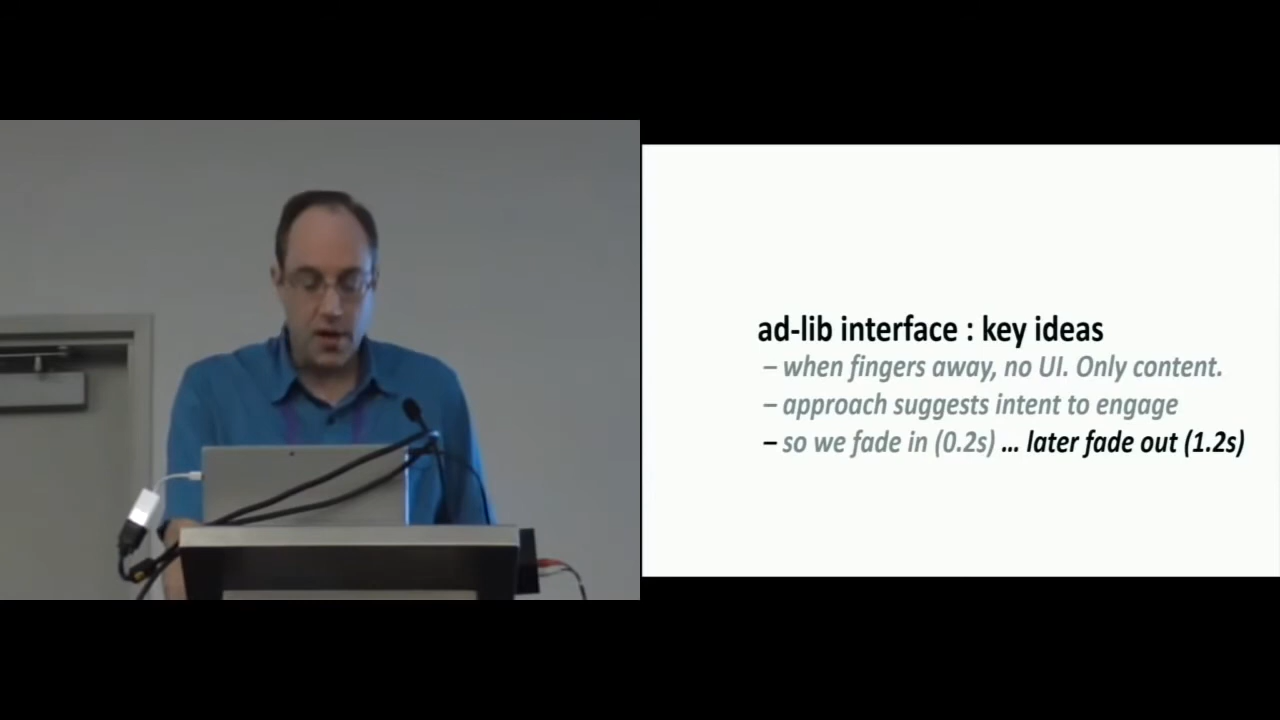 ad-lib interface : key ideas
– when fingers away, no UI. Only content.
– approach suggests intent to engage
– so we fade in (0.2s) ... later fade out (1.2s)